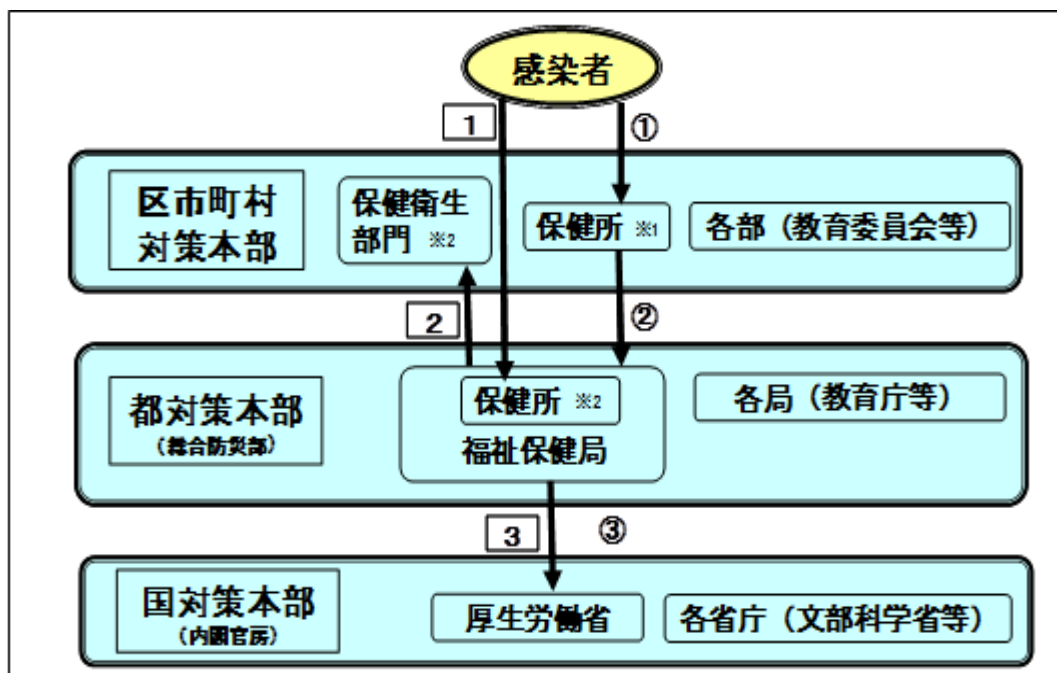 感染者
1
①
区市町村
対策本部
保健衛生
部門 ※2
保健所 ※1
各部（教育委員会等）
2
②
都対策本部
（総合防災部）
保健所 ※2
福祉保健局
各局（教育庁等）
3
③
国対策本部
（内閣官房）
厚生労働省
各省庁（文部科学省等）